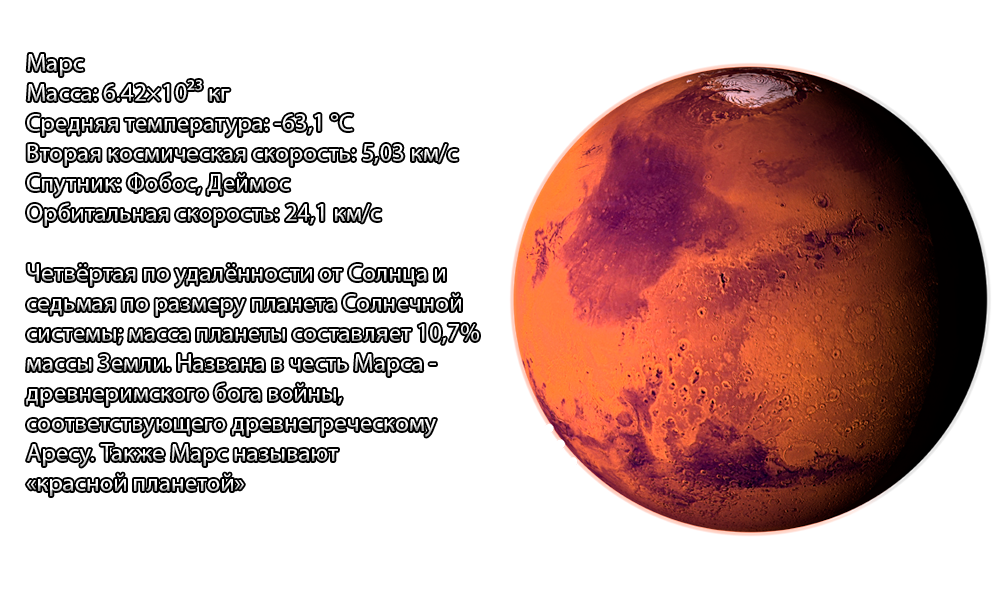 Марс
Масса: 6.42×10²³ кг
Средняя температура: -63,1 °C
Вторая космическая скорость: 5,03 км/с
Спутник: Фобос, Деймос
Орбитальная скорость: 24,1 км/с
Четвёртая по удалённости от Солнца и
седьмая по размеру планета Солнечной
системы; масса планеты составляет 10,7%
массы Земли. Названа в честь Марса -
древнеримского бога войны,
соответствующего древнегреческому
Аресу. Также Марс называют
«красной планетой»